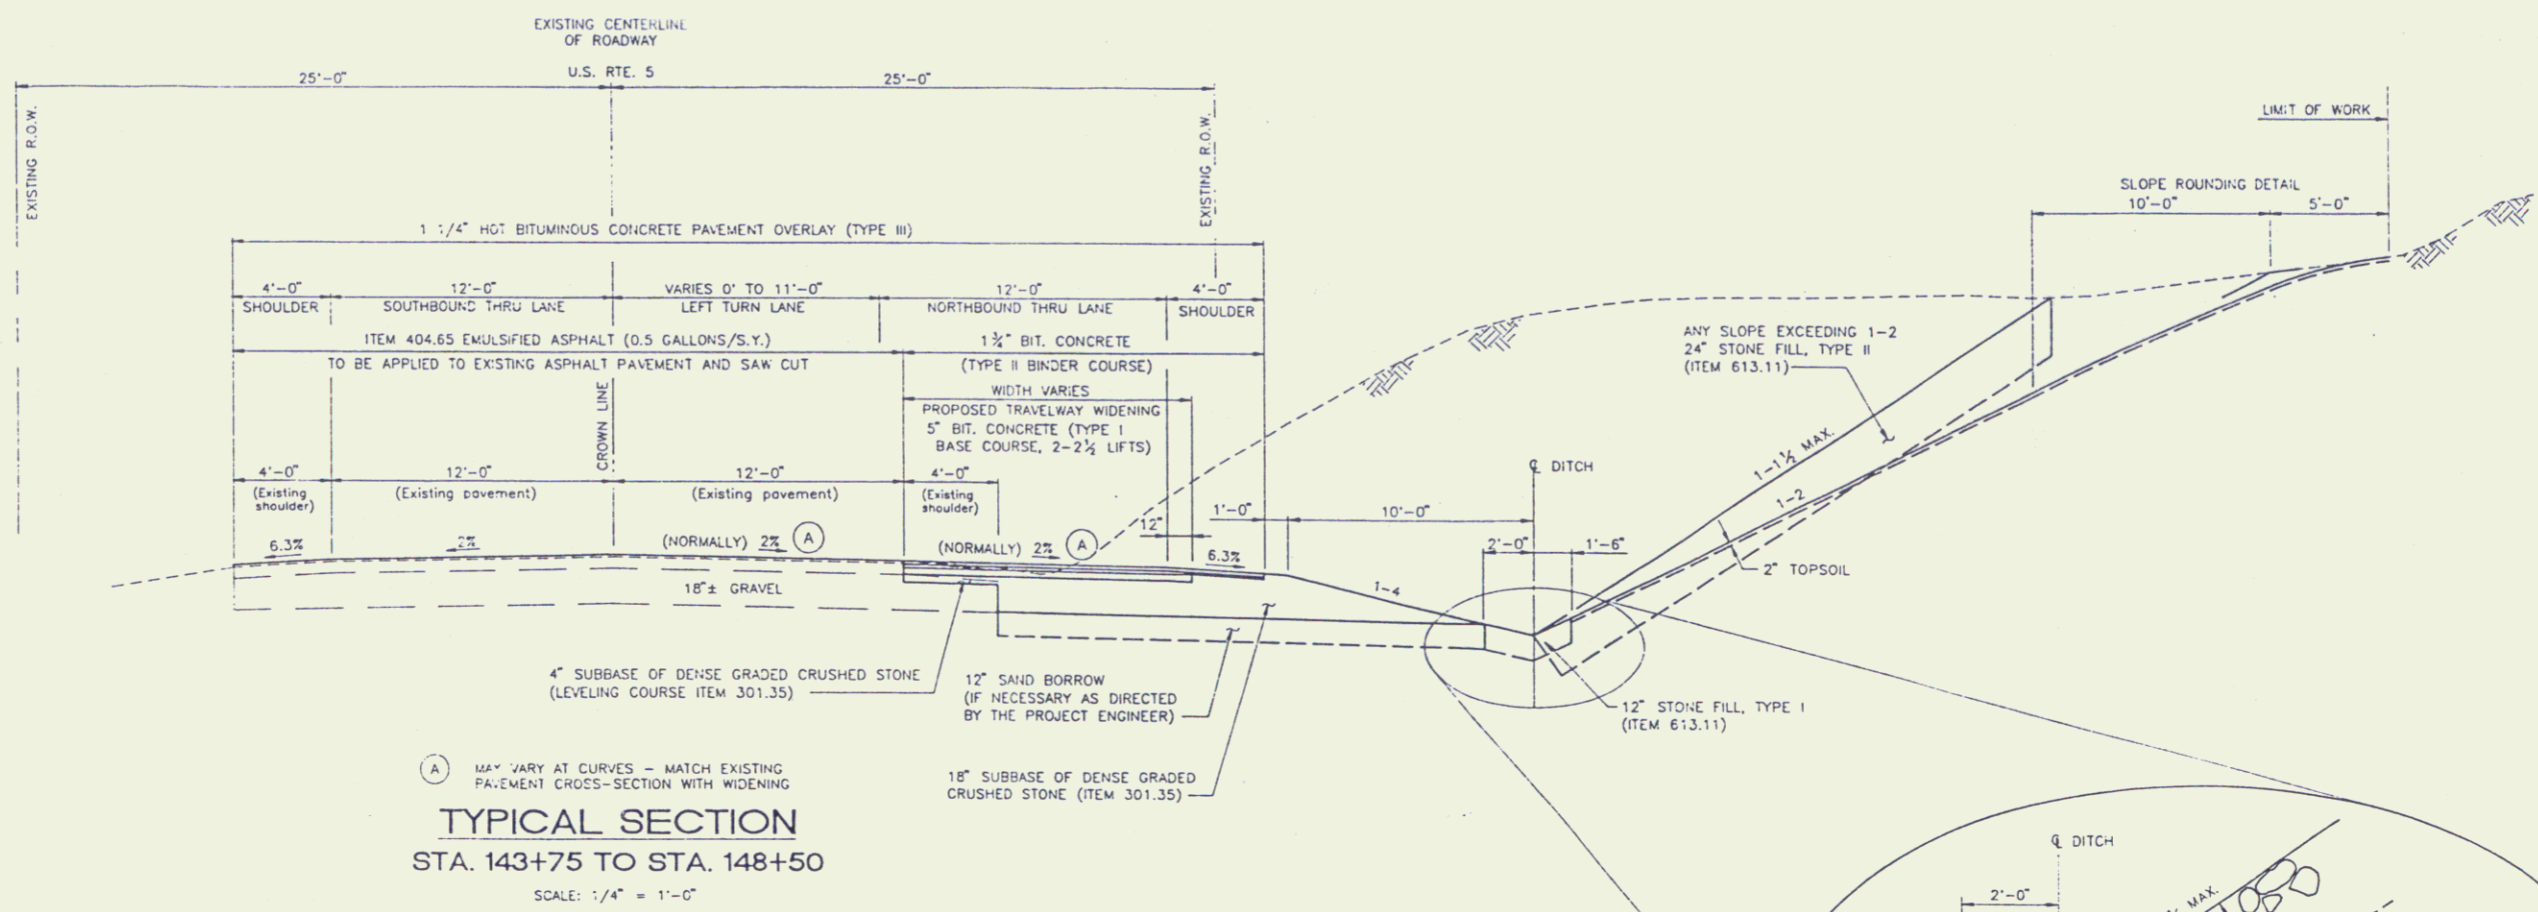 EXISTING CENTERLINE
OF ROADWAY
U.S. RTE. 5
25'-0"
25'-0"
EXISTING R.O.W.
EXISTING R.O.W.
LIMIT OF WORK
SLOPE ROUNDING DETAIL
10'-0"
5'-0"
1 1/4" HOT BITUMINOUS CONCRETE PAVEMENT OVERLAY (TYPE III)
4'-0"
12'-0"
VARIES 0' TO 11'-0"
12'-0"
4'-0"
SHOULDER
SOUTHBOUND THRU LANE
LEFT TURN LANE
NORTHBOUND THRU LANE
SHOULDER
ITEM 404.65 EMULSIFIED ASPHALT (0.5 GALLONS/S.Y.)
TO BE APPLIED TO EXISTING ASPHALT PAVEMENT AND SAW CUT
1 3/4" BIT. CONCRETE
(TYPE II BINDER COURSE)
WIDTH VARIES
PROPOSED TRAVELWAY WIDENING
5" BIT. CONCRETE (TYPE I
BASE COURSE, 2-2½ LIFTS)
CROWN LINE
ANY SLOPE EXCEEDING 1-2
24" STONE FILL, TYPE II
(ITEM 613.11)
4'-0"
12'-0"
12'-0"
4'-0"
(Existing
shoulder)
(Existing pavement)
(Existing pavement)
(Existing
shoulder)
1-1½ MAX.
1-2
℄ DITCH
12"
1'-0"
10'-0"
2'-0"
1'-6"
6.3%
2%
(NORMALLY) 2% A
(NORMALLY) 2% A
6.3%
1-4
2" TOPSOIL
18"± GRAVEL
4" SUBBASE OF DENSE GRADED CRUSHED STONE
(LEVELING COURSE ITEM 301.35)
12" SAND BORROW
(IF NECESSARY AS DIRECTED
BY THE PROJECT ENGINEER)
12" STONE FILL, TYPE I
(ITEM 613.11)
18" SUBBASE OF DENSE GRADED
CRUSHED STONE (ITEM 301.35)
A MAY VARY AT CURVES - MATCH EXISTING
PAVEMENT CROSS-SECTION WITH WIDENING
TYPICAL SECTION
STA. 143+75 TO STA. 148+50
SCALE: 1/4" = 1'-0"
℄ DITCH
2'-0"
MAX.